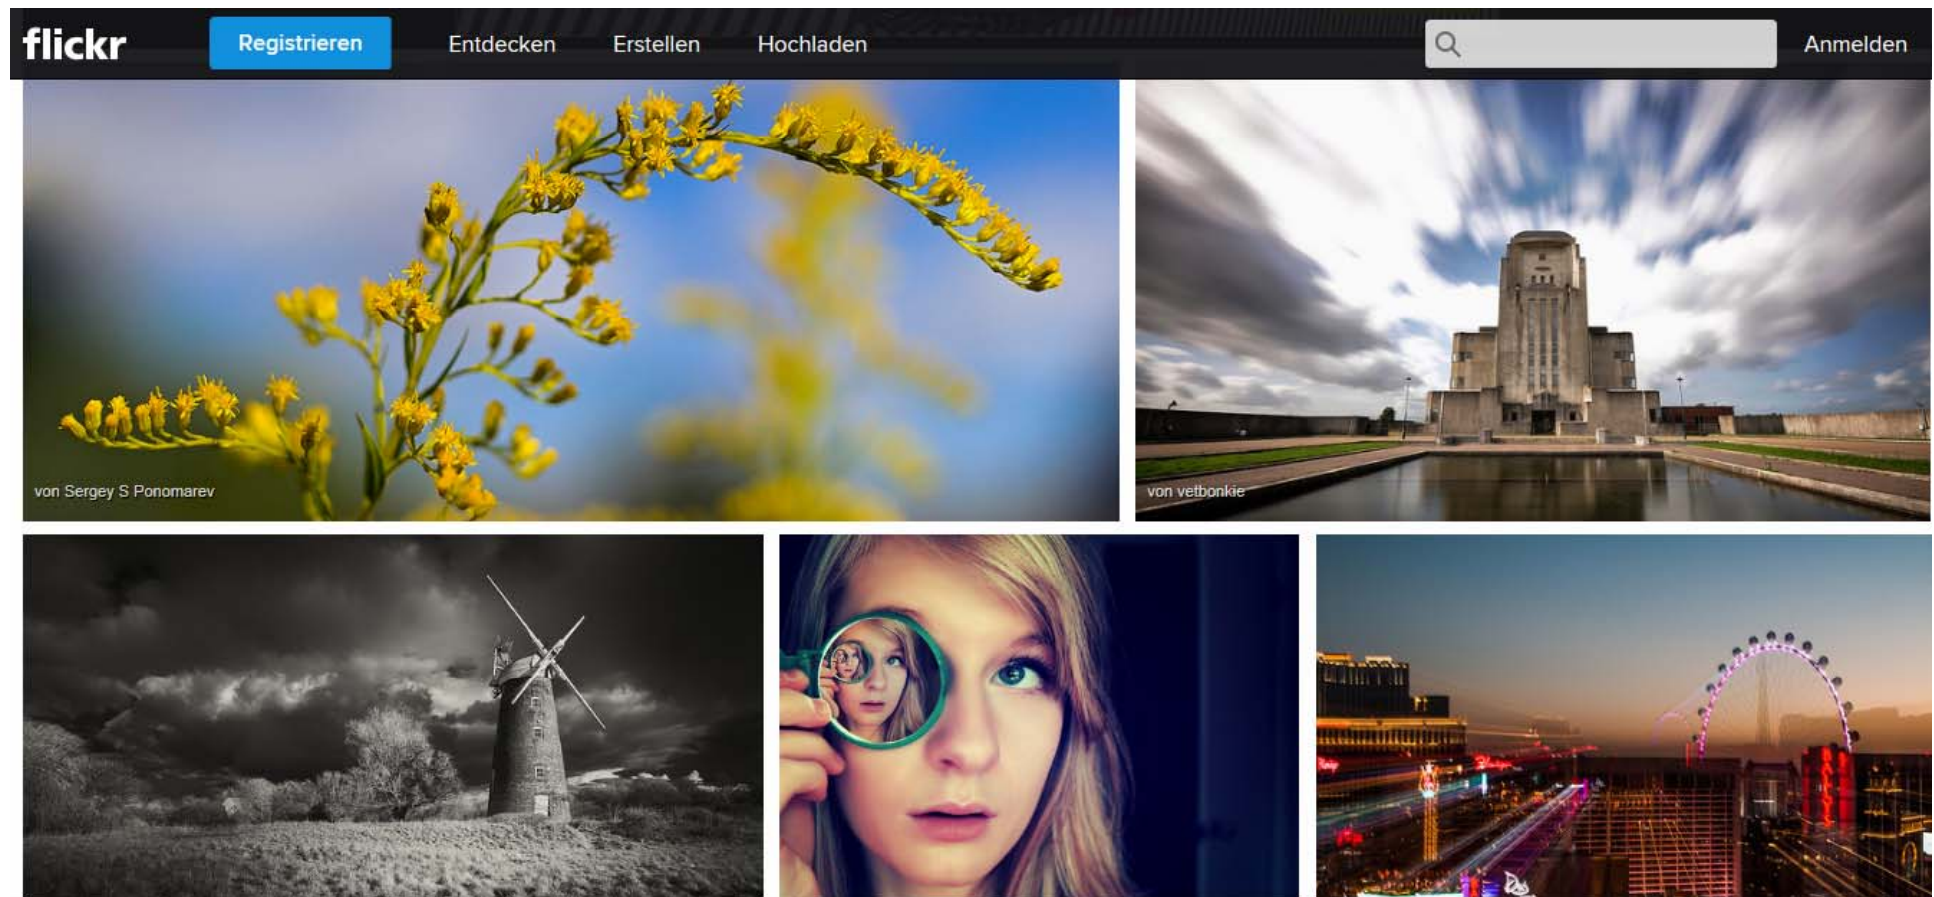 flickr
Registrieren
Entdecken
Erstellen
Hochladen
Anmelden
von Sergey S Ponomarev
von vetbonkie